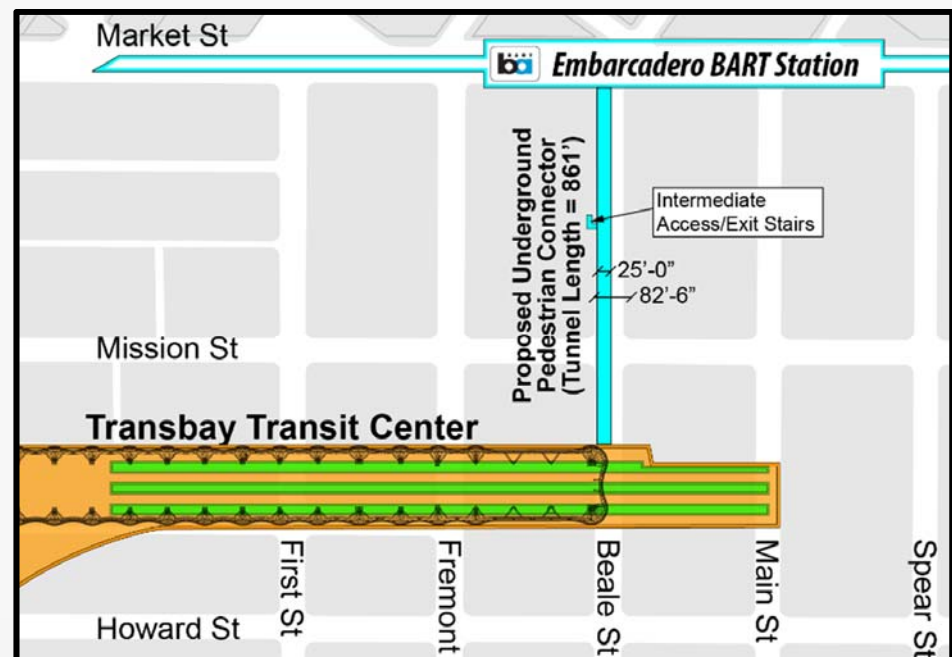 Market St
ba Embarcadero BART Station
Proposed Underground
Pedestrian Connector
(Tunnel Length = 861')
Intermediate
Access/Exit Stairs
25'-0”
82'-6”
Mission St
Transbay Transit Center
First St
Fremont
Beale St
Main St
Spear St
Howard St